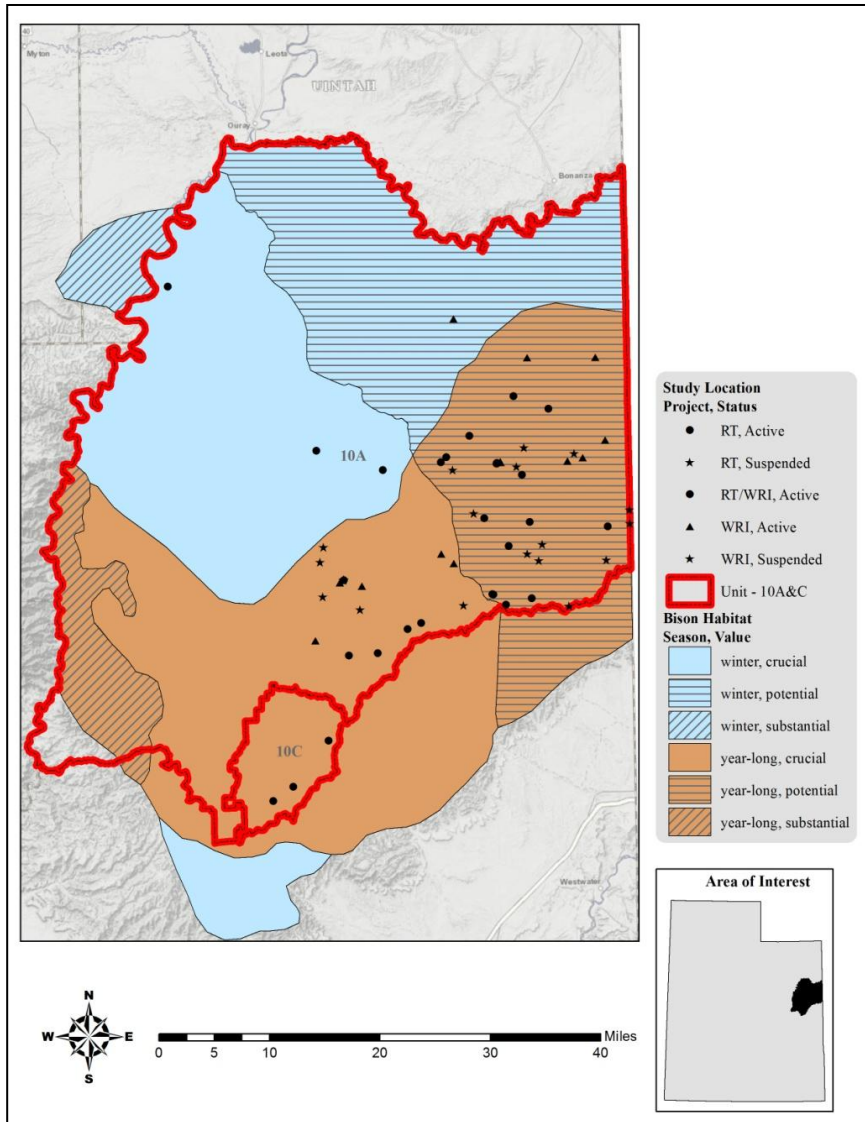 40
Myton
Leota
UINTAH
Ouray
Bonanza
10A
10C
Westwater
Study Location
Project, Status
RT, Active
RT, Suspended
RT/WRI, Active
WRI, Active
WRI, Suspended
Unit - 10A&C
Bison Habitat
Season, Value
winter, crucial
winter, potential
winter, substantial
year-long, crucial
year-long, potential
year-long, substantial
Area of Interest
N
W E
S
Miles
0 5 10 20 30 40